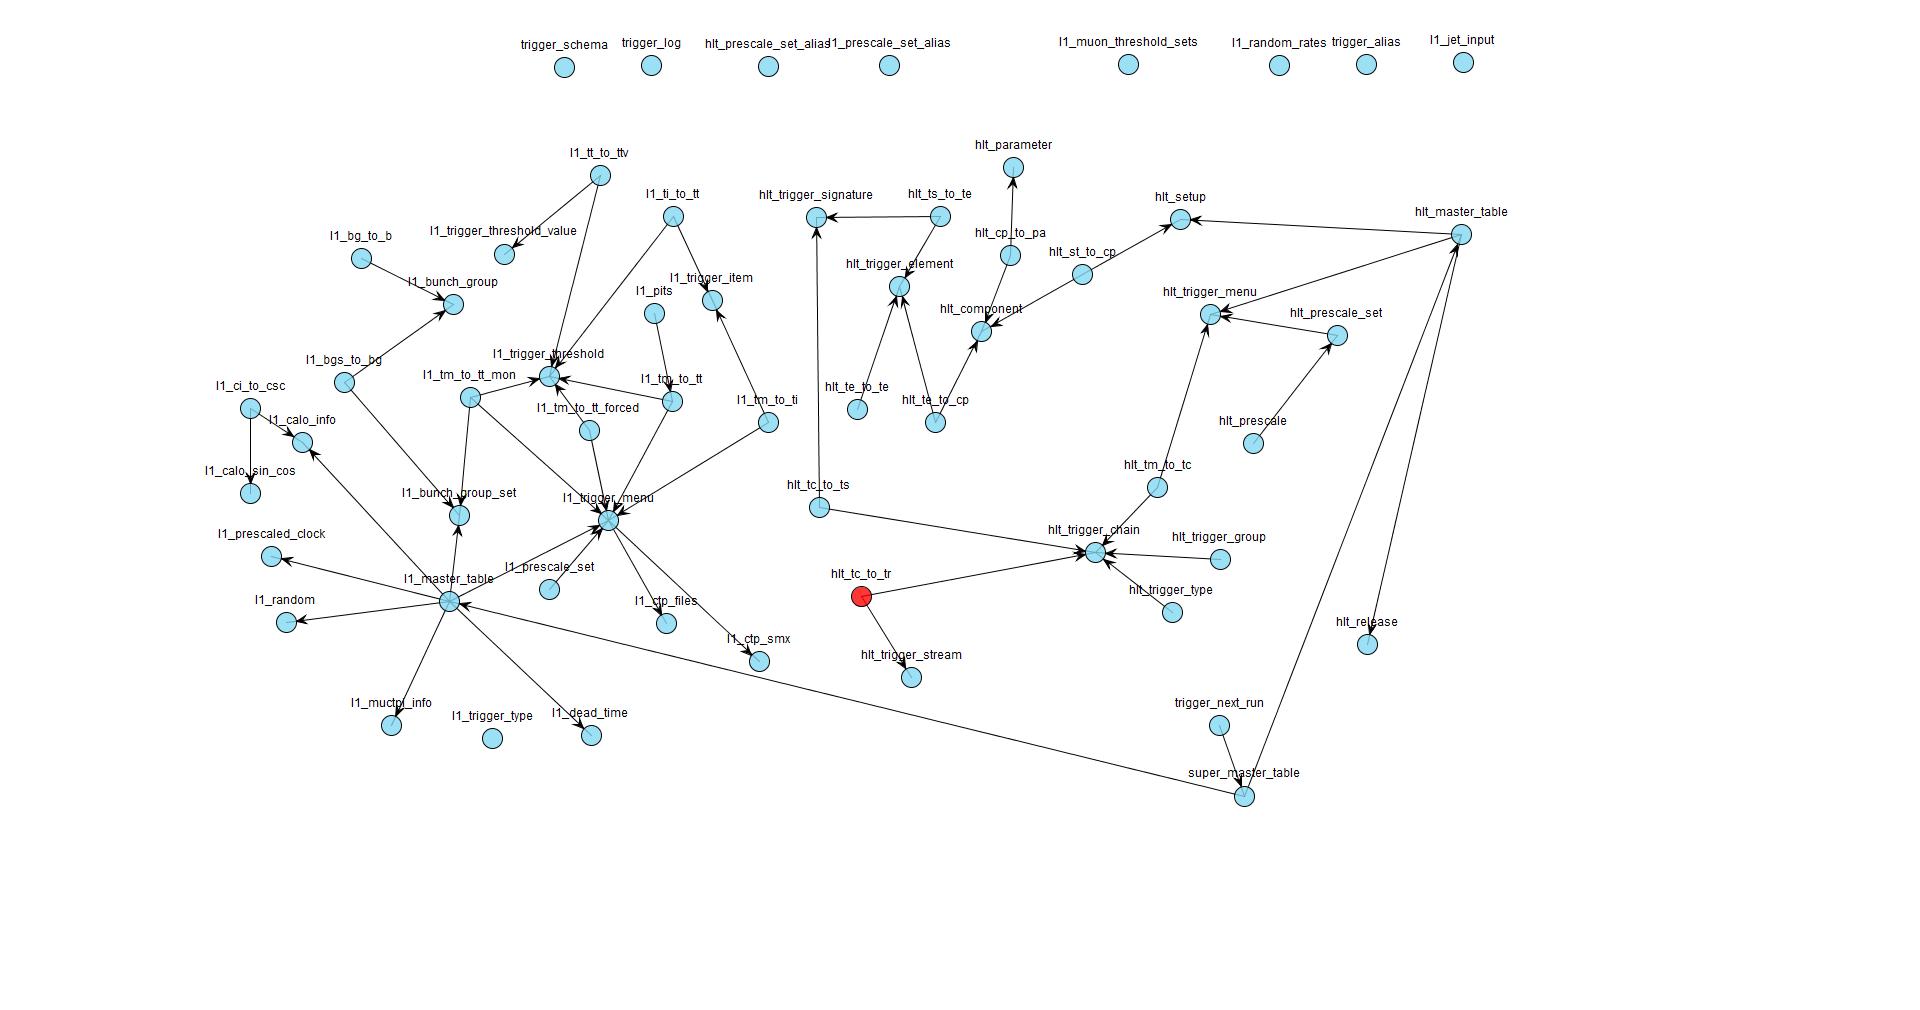 trigger_schema
trigger_log
hlt_prescale_set_alias
l1_prescale_set_alias
l1_muon_threshold_sets
l1_random_rates
trigger_alias
l1_jet_input
l1_tt_to_ttv
hlt_parameter
l1_ti_to_tt
hlt_trigger_signature
hlt_ts_to_te
hlt_setup
hlt_master_table
l1_bg_to_b
l1_trigger_threshold_value
hlt_cp_to_pa
hlt_st_to_cp
hlt_trigger_element
l1_bunch_group
l1_trigger_item
l1_pits
hlt_trigger_menu
hlt_component
hlt_prescale_set
l1_bgs_to_bg
l1_trigger_threshold
l1_tm_to_tt_mon
l1_tm_to_tt
l1_ci_to_csc
hlt_te_to_te
l1_tm_to_tt_forced
l1_tm_to_ti
hlt_te_to_cp
l1_calo_info
hlt_prescale
l1_calo_sin_cos
hlt_tm_to_tc
l1_bunch_group_set
l1_trigger_menu
hlt_tc_to_ts
l1_prescaled_clock
hlt_trigger_chain
hlt_trigger_group
l1_master_table
l1_prescale_set
hlt_tc_to_tr
hlt_trigger_type
l1_random
l1_ctp_files
hlt_release
l1_ctp_smx
hlt_trigger_stream
l1_muctpi_info
l1_trigger_type
l1_dead_time
trigger_next_run
super_master_table